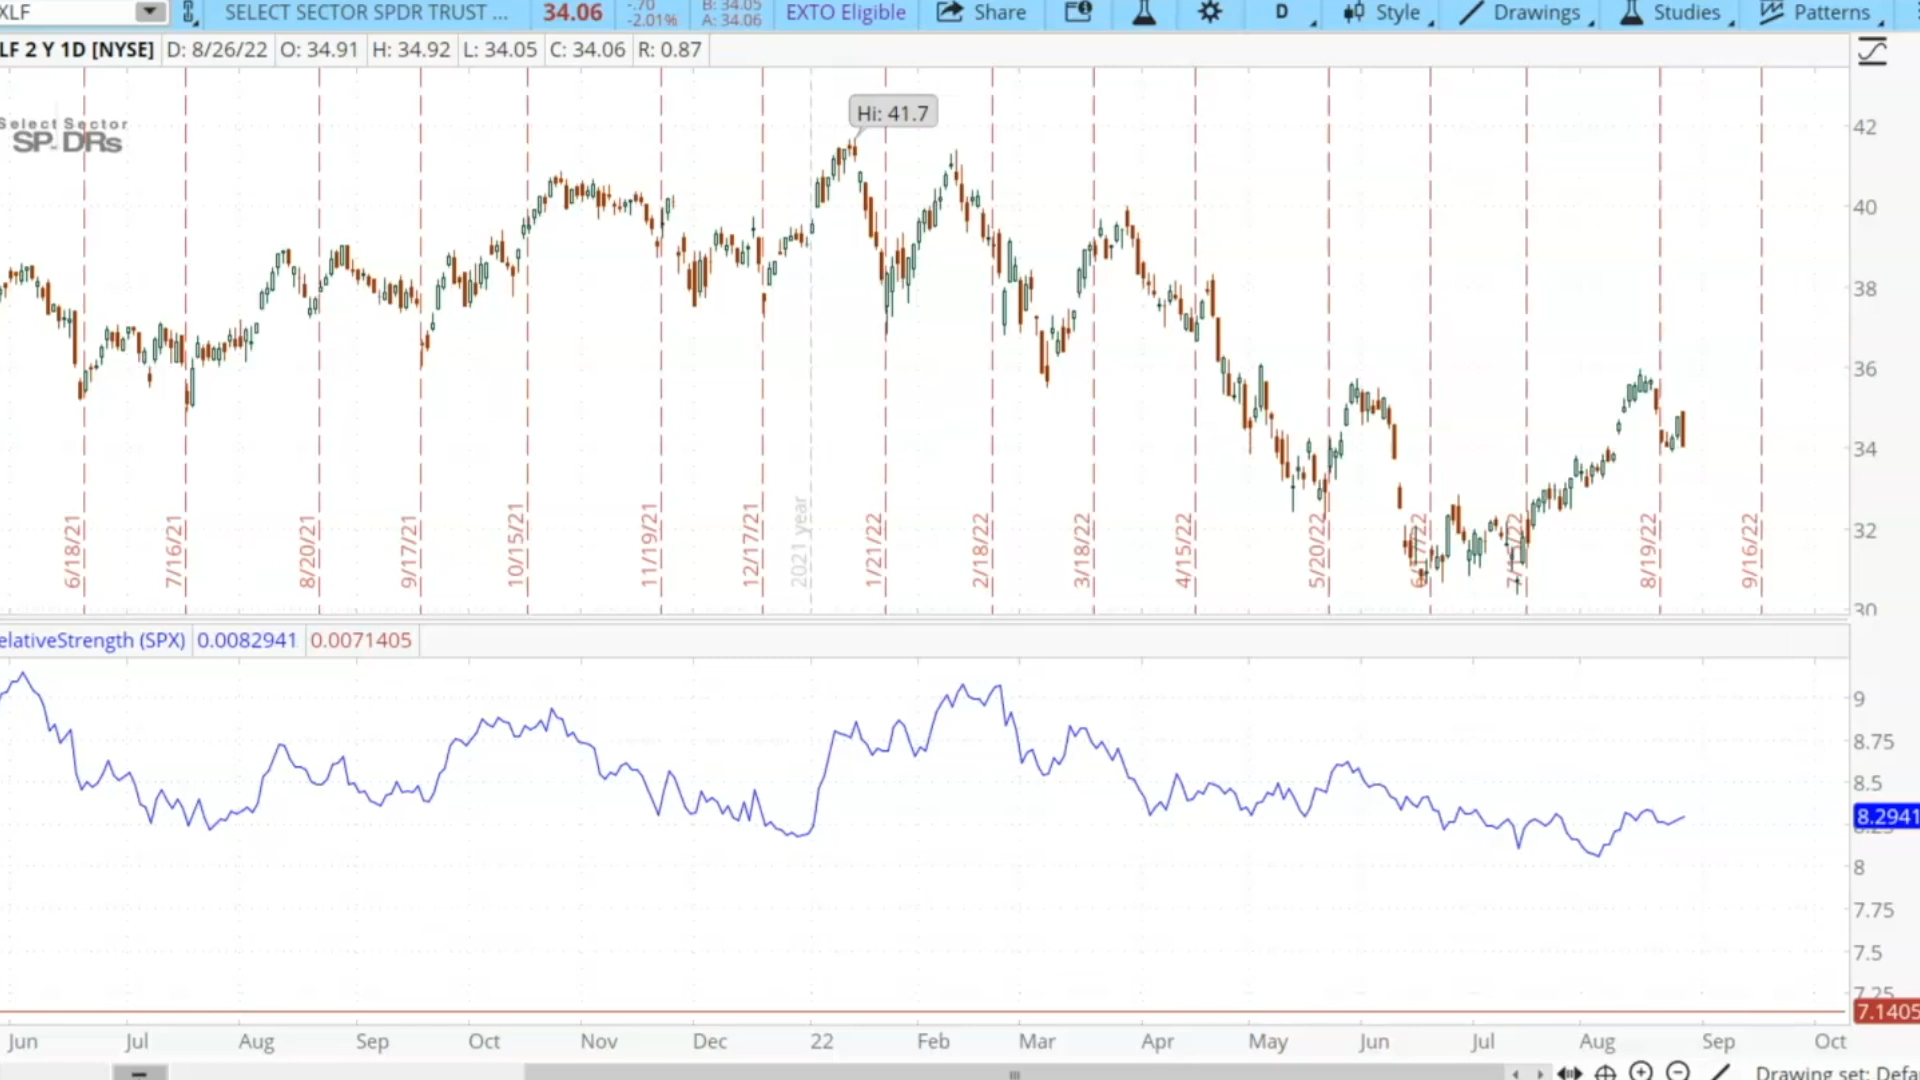 XLF
SELECT SECTOR SPDR TRUST ...
34.06
-.70
-2.01%
B: 34.05
A: 34.06
EXTO Eligible
Share
D
Style
Drawings
Studies
Patterns
LF 2 Y 1D [NYSE] D: 8/26/22 O: 34.91 H: 34.92 L: 34.05 C: 34.06 R: 0.87
Select Sector
SPDRs
Hi: 41.7
42
40
38
36
34
32
30
6/18/21
7/16/21
8/20/21
9/17/21
10/15/21
11/19/21
12/17/21
2021 year
1/21/22
2/18/22
3/18/22
4/15/22
5/20/22
8/19/22
9/16/22
elativeStrength (SPX) 0.0082941 0.0071405
9
8.75
8.5
8.2941
8
7.75
7.5
7.25
7.1405
Jun Jul Aug Sep Oct Nov Dec 22 Feb Mar Apr May Jun Jul Aug Sep Oct
Drawing set: Defa